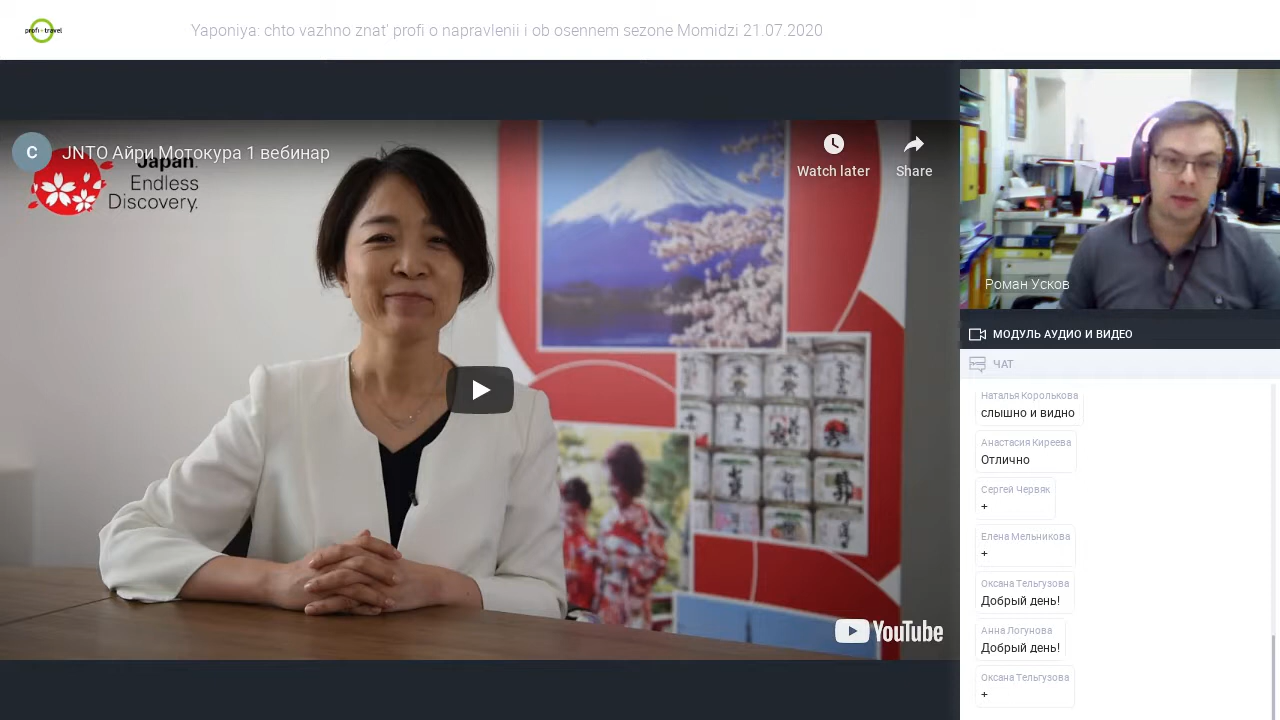 profi travel
Yaponiya: chto vazhno znat' profi o napravlenii i ob osennem sezone Momidzi 21.07.2020
C
JNTO Айри Мотокура 1 вебинар
Japan.
Endless
Discovery.
Watch later
Share
YouTube
Роман Усков
МОДУЛЬ АУДИО И ВИДЕО
ЧАТ
Наталья Королькова
слышно и видно
Анастасия Киреева
Отлично
Сергей Червяк
+
Елена Мельникова
+
Оксана Тельгузова
Добрый день!
Анна Логунова
Добрый день!
Оксана Тельгузова
+